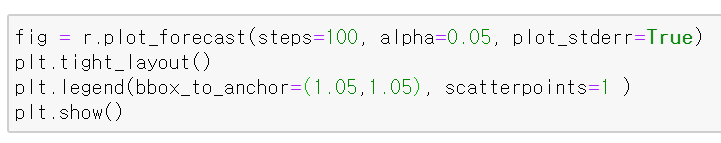 fig = r.plot_forecast(steps=100, alpha=0.05, plot_stderr=True)
plt.tight_layout()
plt.legend(bbox_to_anchor=(1.05,1.05), scatterpoints=1 )
plt.show()